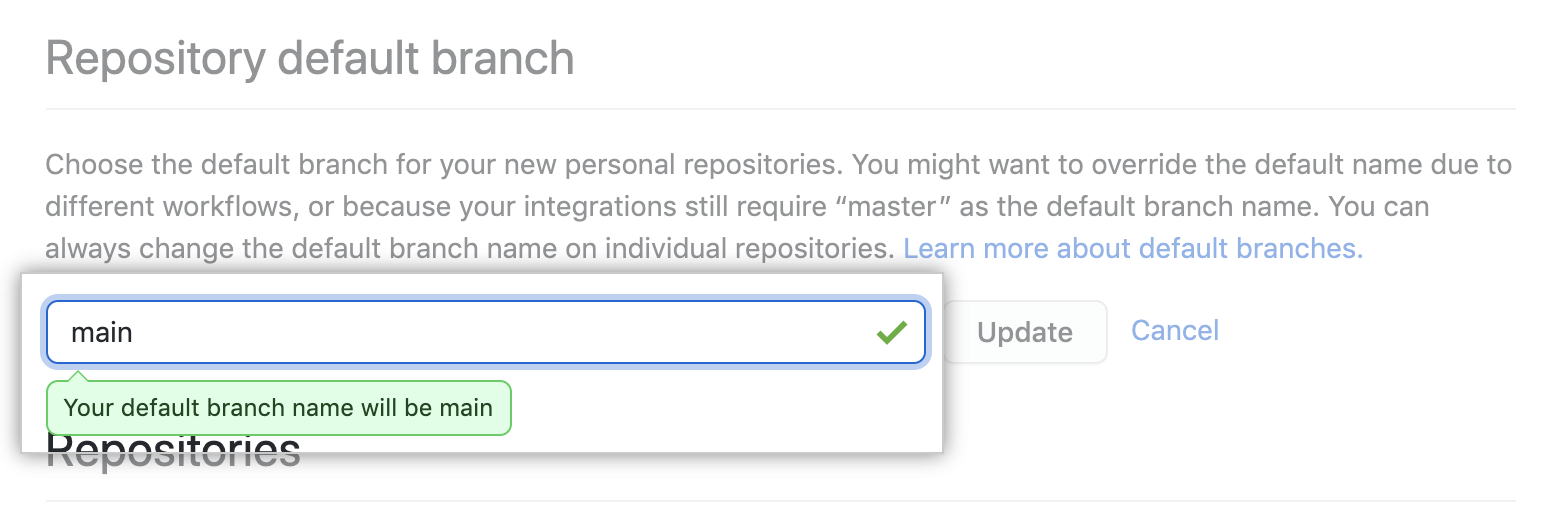 Repository default branch
Choose the default branch for your new personal repositories. You might want to override the default name due to
different workflows, or because your integrations still require “master” as the default branch name. You can
always change the default branch name on individual repositories. Learn more about default branches.
main
Update
Cancel
Your default branch name will be main
Repositories